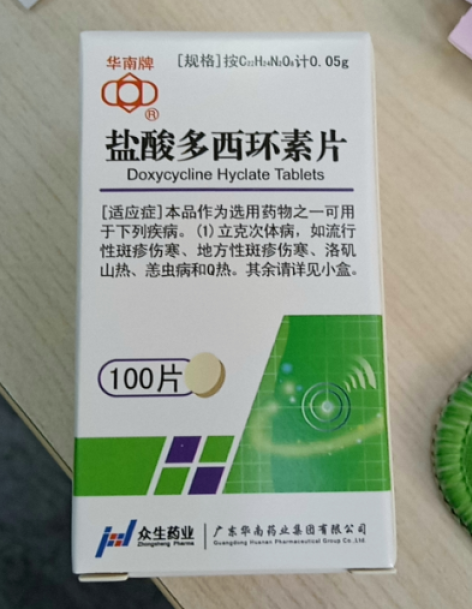 华南牌
[规格]按C₂₂H₂₄N₂O₈计0.05g
®
盐酸多西环素片
Doxycycline Hyclate Tablets
[适应症]本品作为选用药物之一可用
于下列疾病。(1)立克次体病，如流行
性斑疹伤寒、地方性斑疹伤寒、洛矶
山热、恙虫病和Q热。其余请详见小盒。
100片
众生药业
Zhongsheng Pharma
广东华南药业集团有限公司
Guangdong Huanan Pharmaceutical Group Co.,Ltd.